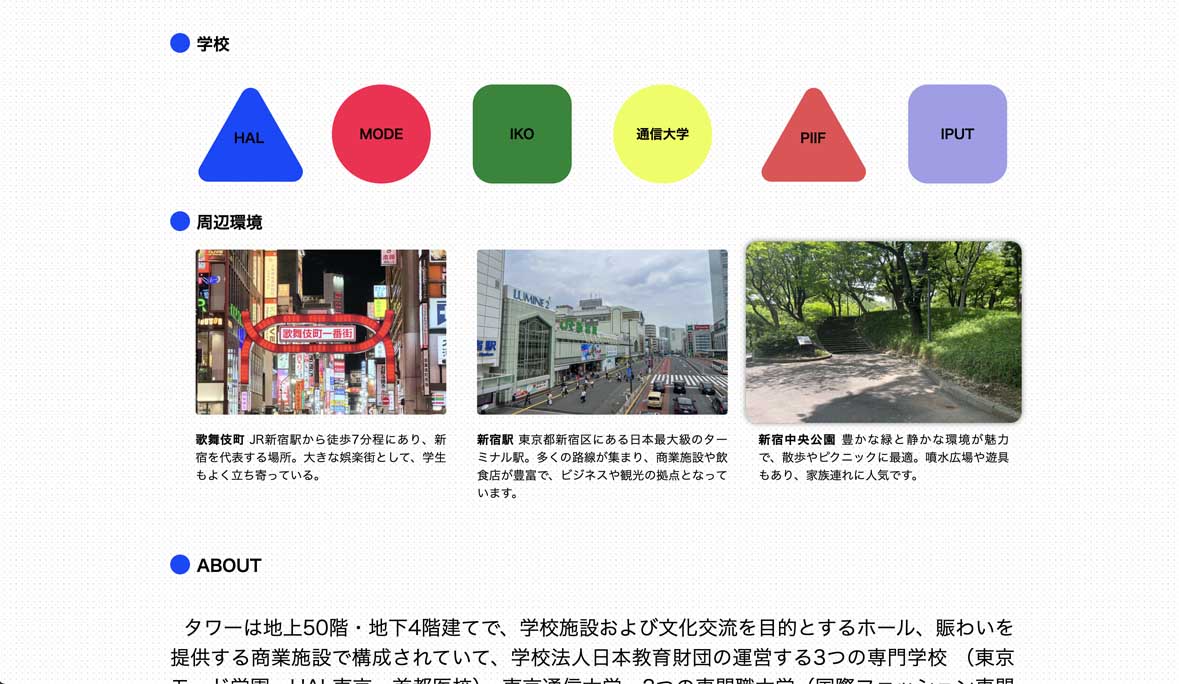 学校
HAL
MODE
IKO
通信大学
PIIF
IPUT
周辺環境
歌舞伎町一番街
LUMINE 2
歌舞伎町 JR新宿駅から徒歩7分程にあり、新
宿を代表する場所。大きな娯楽街として、学生
もよく立ち寄っている。
新宿駅 東京都新宿区にある日本最大級のター
ミナル駅。多くの路線が集まり、商業施設や飲
食店が豊富で、ビジネスや観光の拠点となって
います。
新宿中央公園 豊かな緑と静かな環境が魅力
で、散歩やピクニックに最適。噴水広場や遊具
もあり、家族連れに人気です。
ABOUT
タワーは地上50階・地下4階建てで、学校施設および文化交流を目的とするホール、賑わいを
提供する商業施設で構成されていて、学校法人日本教育財団の運営する3つの専門学校 （東京